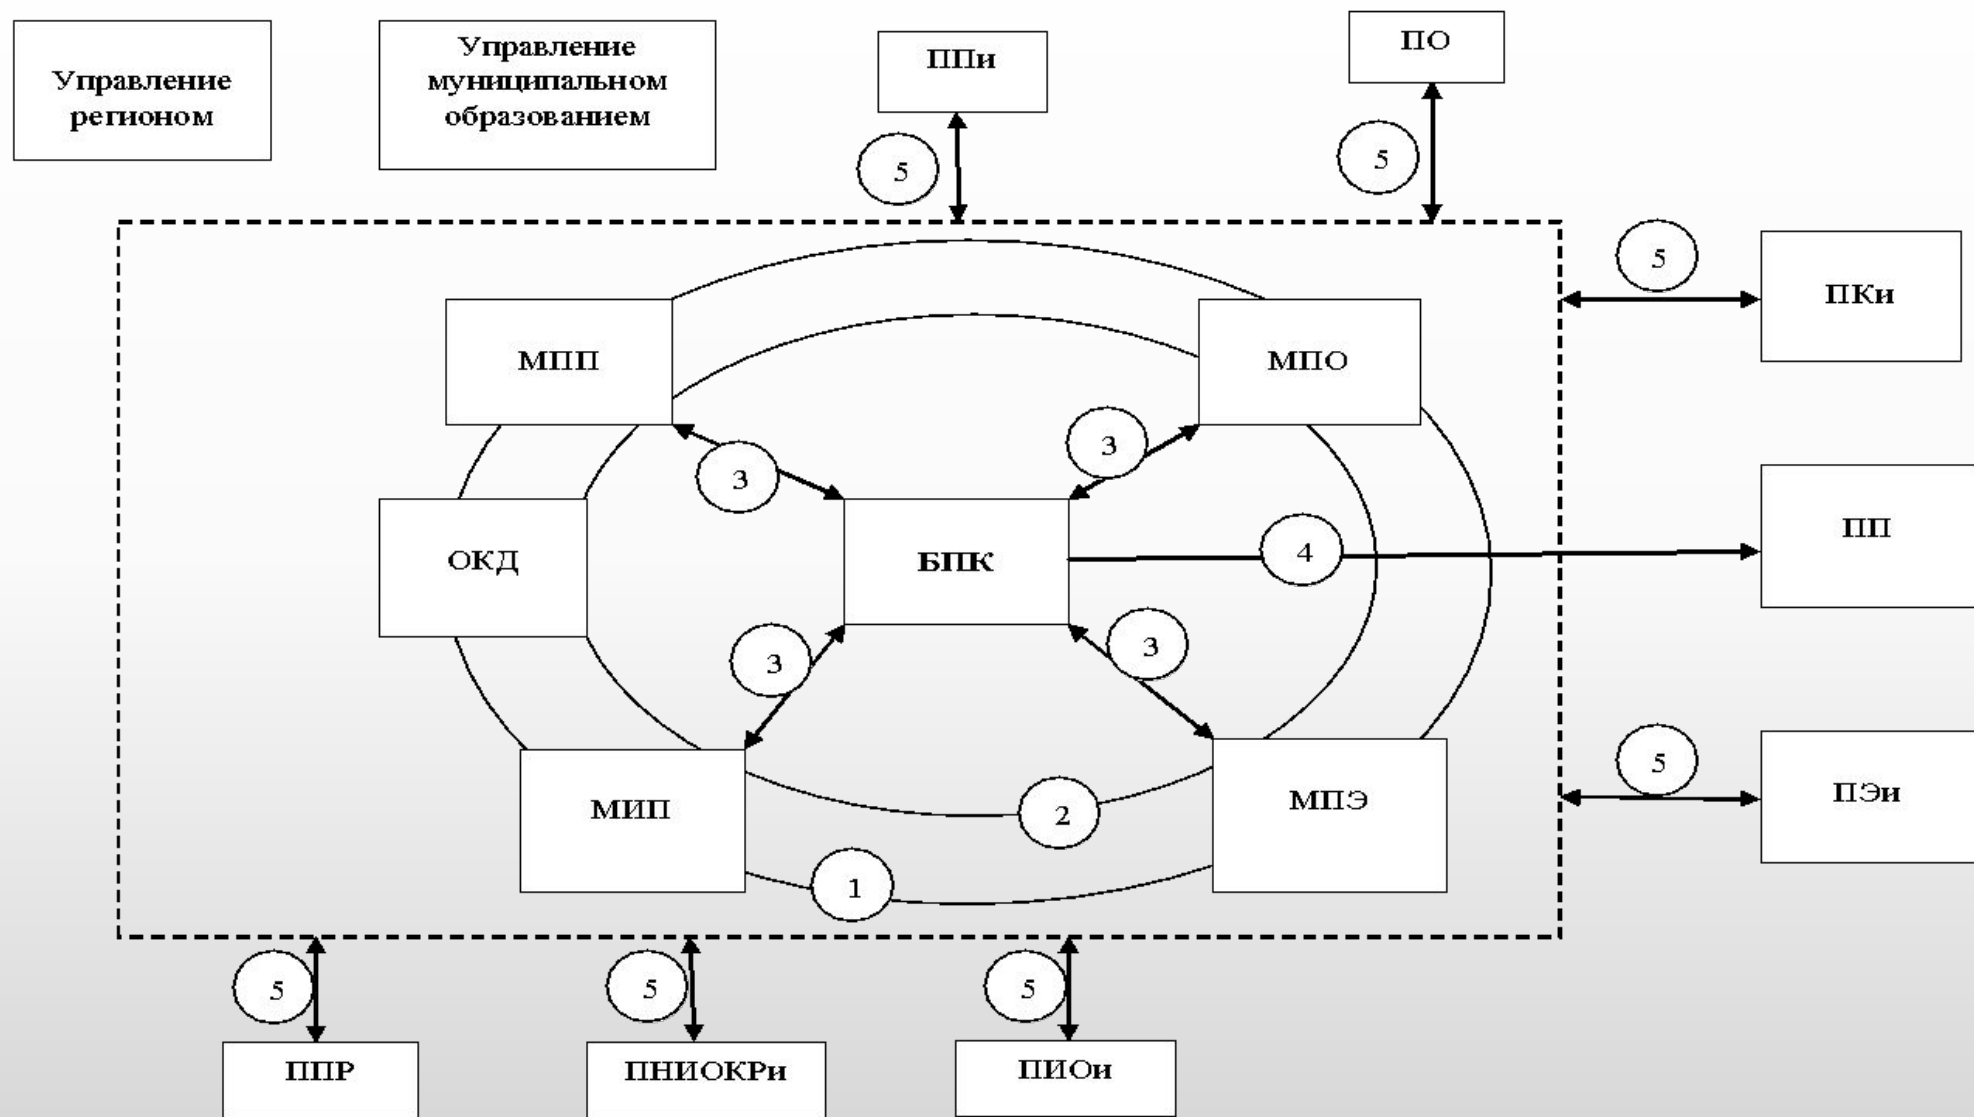 Управление
регионом
Управление
муниципальном
образованием
ППи
ПО
5
5
5
ПКи
МПП
МПО
3
3
ПП
ОКД
БПК
4
3
3
5
ПЭи
МИП
МПЭ
2
1
5
5
5
ППР
ПНИОКРи
ПИОи